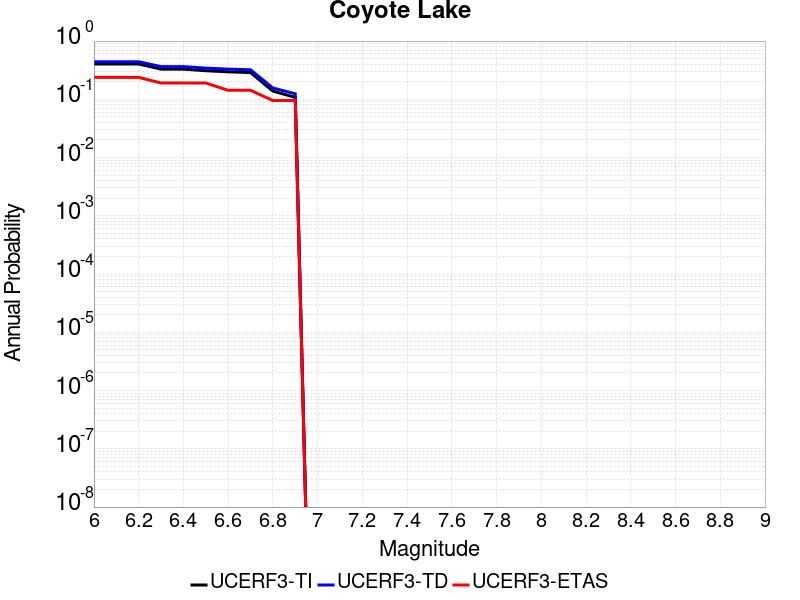 Coyote Lake
10^0
10^-1
10^-2
10^-3
10^-4
10^-5
10^-6
10^-7
10^-8
Annual Probability
6 6.2 6.4 6.6 6.8 7 7.2 7.4 7.6 7.8 8 8.2 8.4 8.6 8.8 9
Magnitude
UCERF3-TI UCERF3-TD UCERF3-ETAS